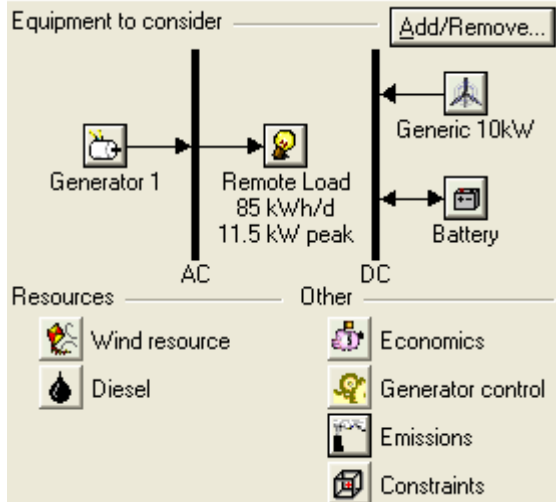 Equipment to consider
Add/Remove...
Generator 1
Remote Load
85 kWh/d
11.5 kW peak
Generic 10kW
Battery
AC
DC
Resources
Other
Wind resource
Economics
Diesel
Generator control
Emissions
Constraints